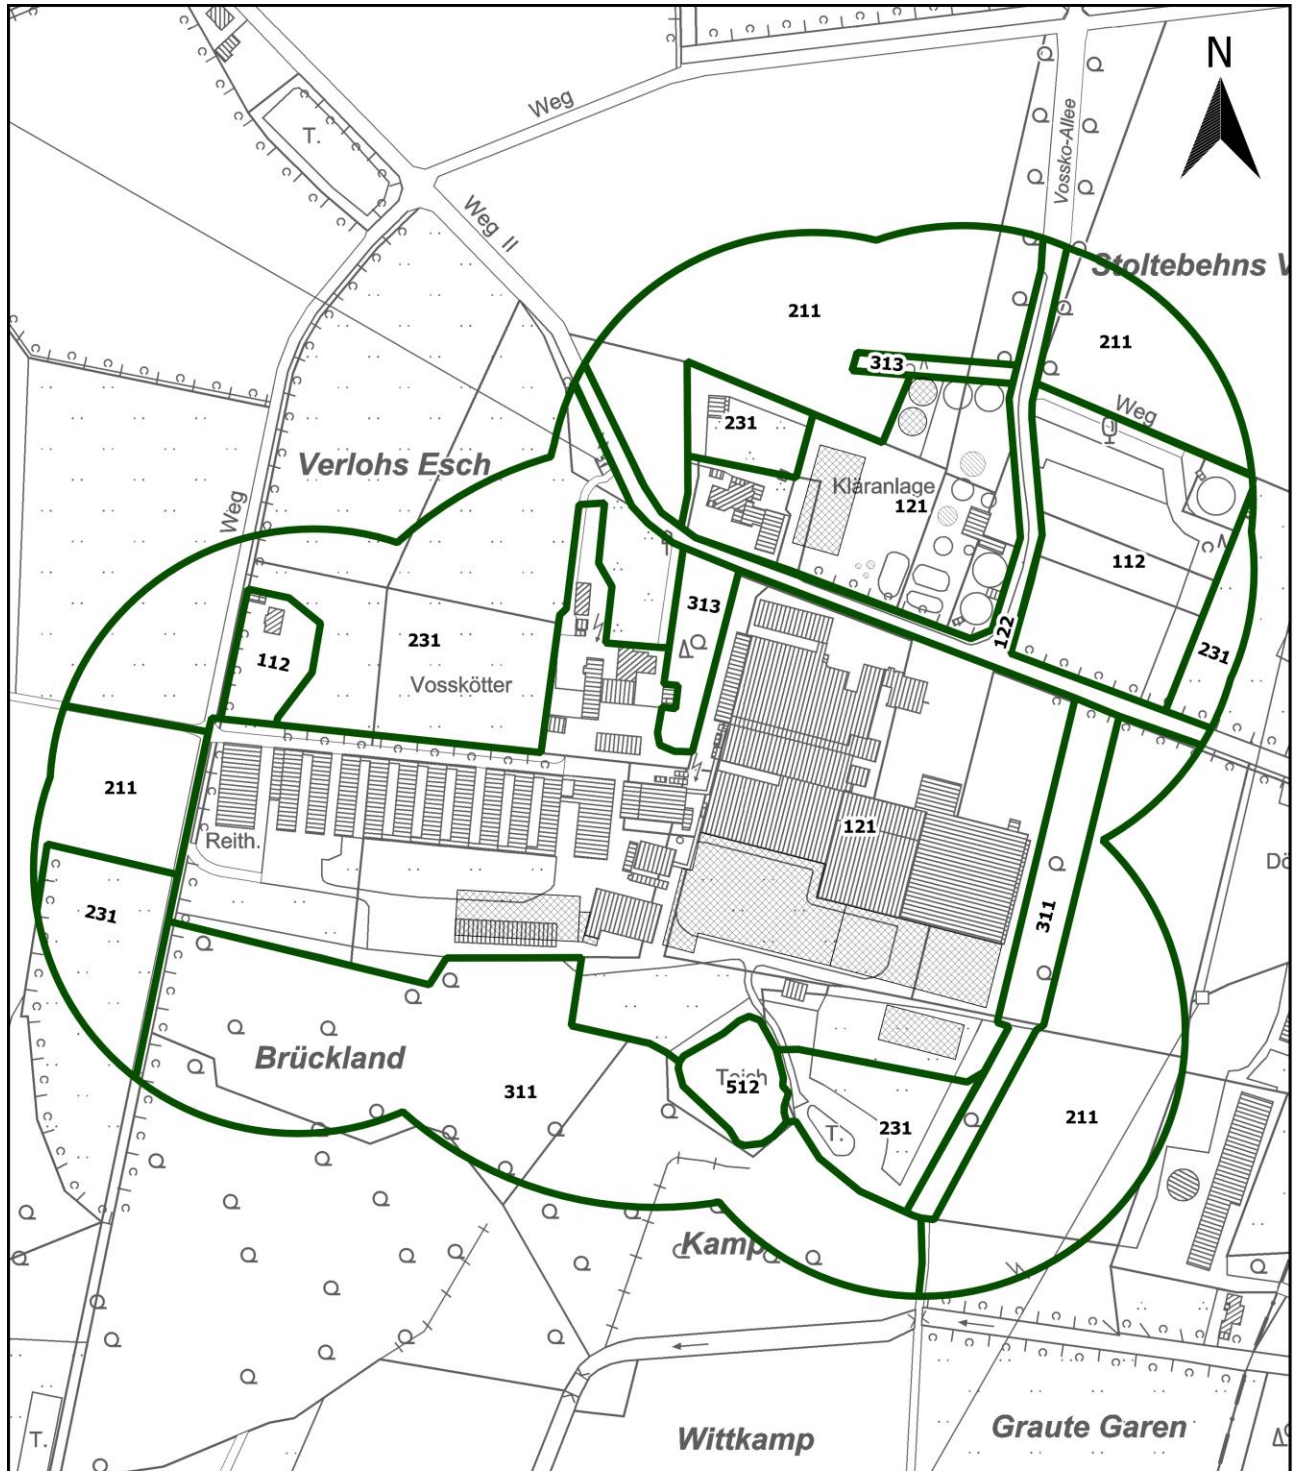 N
Weg
T.
Vossko-Allee
Weg II
Stoltebehns V
211
211
313
Weg
231
Verlohs Esch
Kläranlage
121
Weg
112
313
122
231
231
112
Vosskötter
211
121
Reith.
Dö
231
311
Brückland
Teich
512
311
211
231
T.
Kamp
Graute Garen
Wittkamp
T.